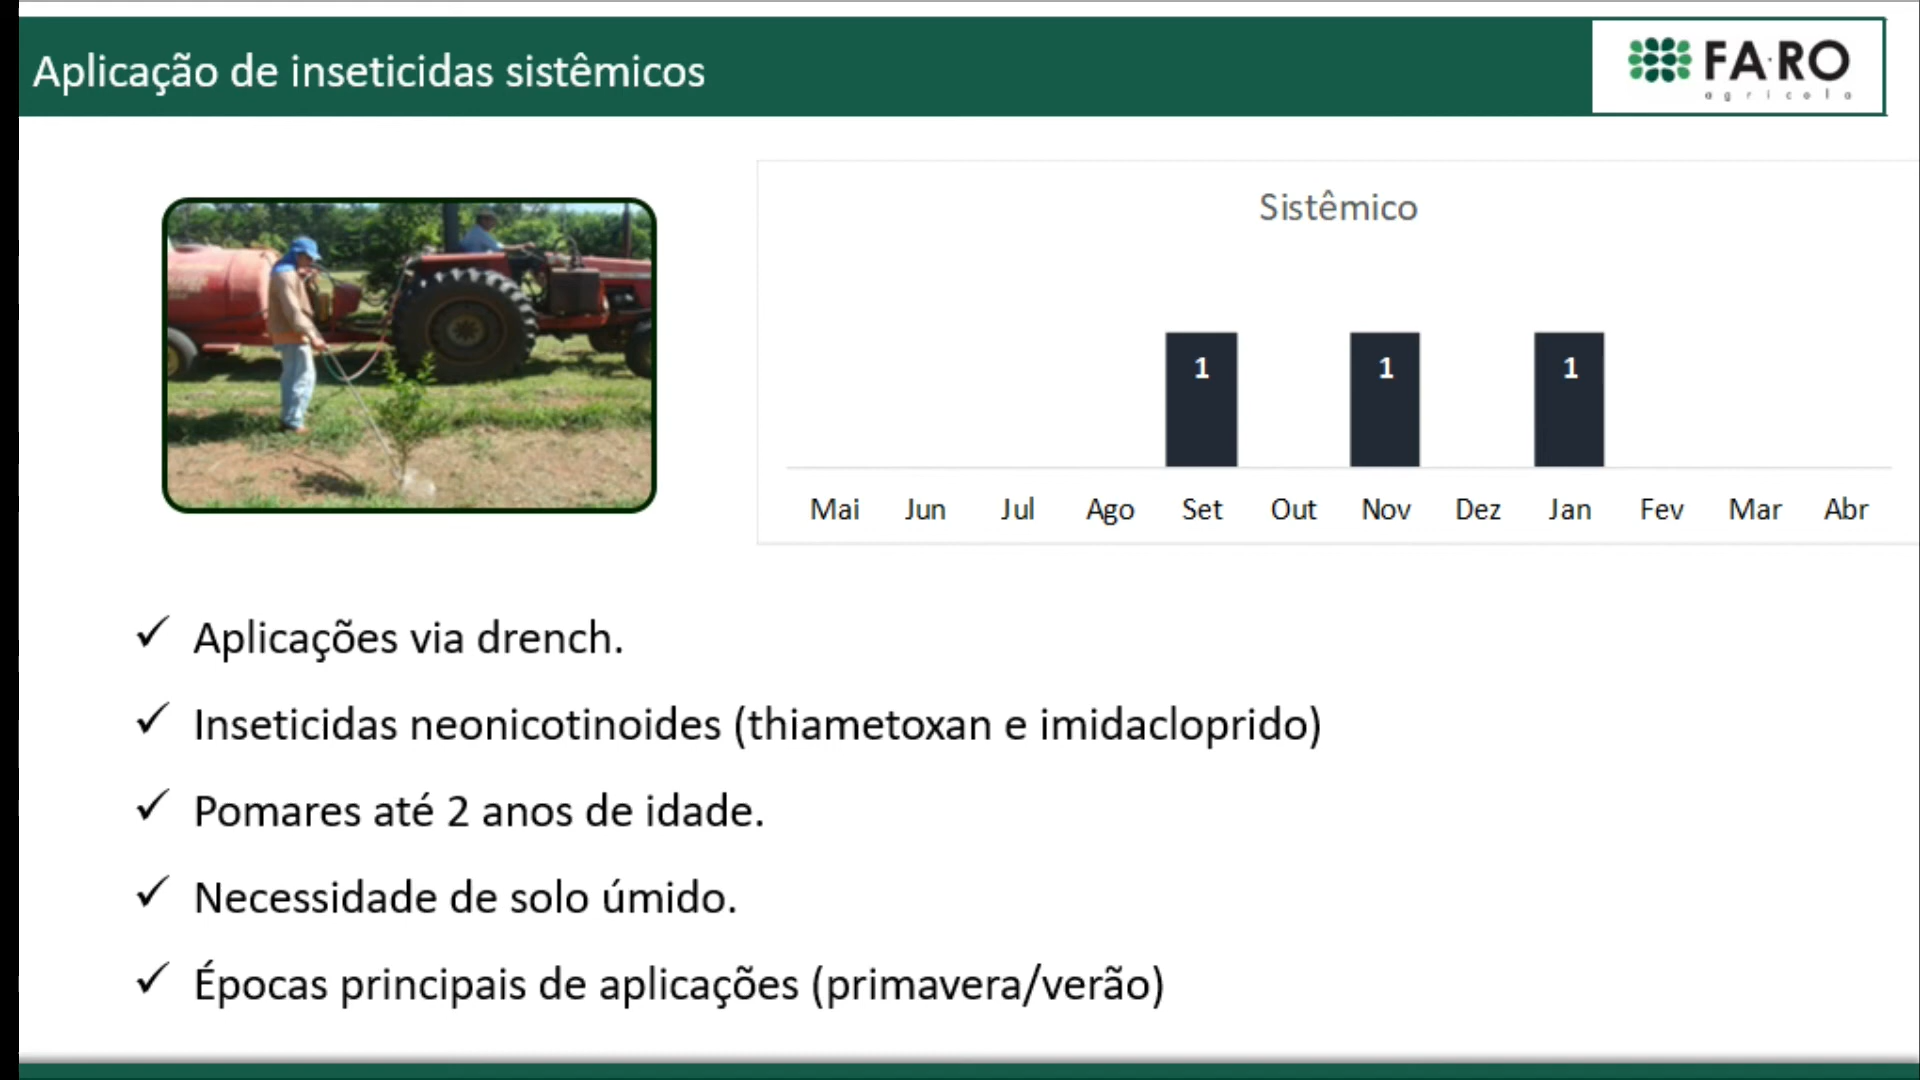 Aplicação de inseticidas sistêmicos
FA·RO
agrícola
Sistêmico
1 1 1
Mai Jun Jul Ago Set Out Nov Dez Jan Fev Mar Abr
✓ Aplicações via drench.
✓ Inseticidas neonicotinoides (thiametoxan e imidacloprido)
✓ Pomares até 2 anos de idade.
✓ Necessidade de solo úmido.
✓ Épocas principais de aplicações (primavera/verão)